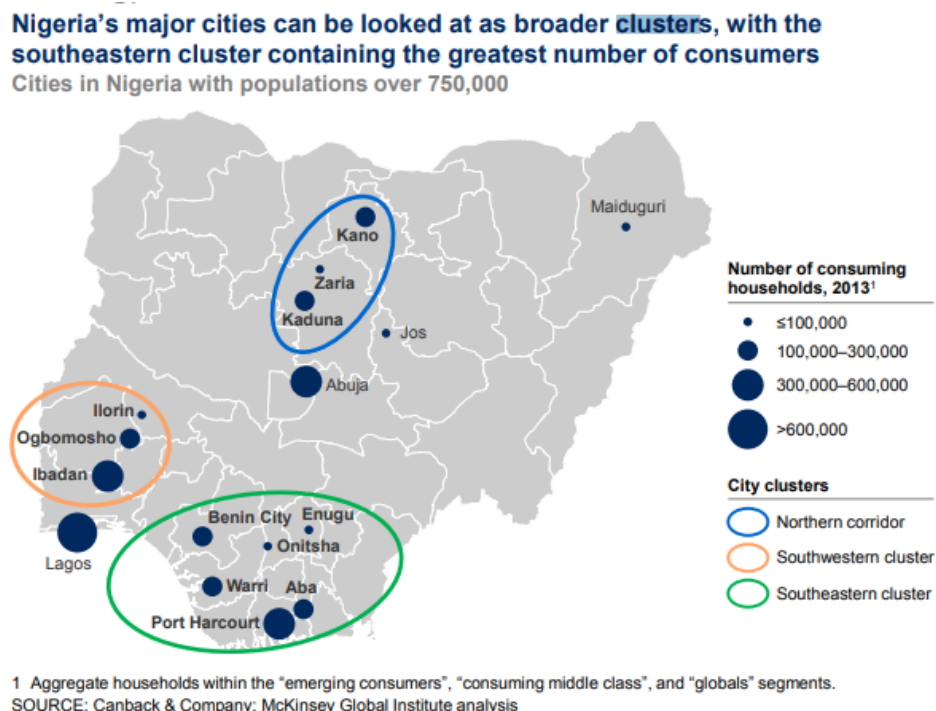 Nigeria's major cities can be looked at as broader clusters, with the
southeastern cluster containing the greatest number of consumers
Cities in Nigeria with populations over 750,000
Maiduguri
Kano
Zaria
Kaduna
Jos
Abuja
Ilorin
Ogbomosho
Ibadan
Lagos
Benin City
Enugu
Onitsha
Warri
Aba
Port Harcourt
Number of consuming
households, 2013¹
≤100,000
100,000–300,000
300,000–600,000
>600,000
City clusters
Northern corridor
Southwestern cluster
Southeastern cluster
1 Aggregate households within the "emerging consumers", "consuming middle class", and "globals" segments.
SOURCE: Canback & Company; McKinsey Global Institute analysis